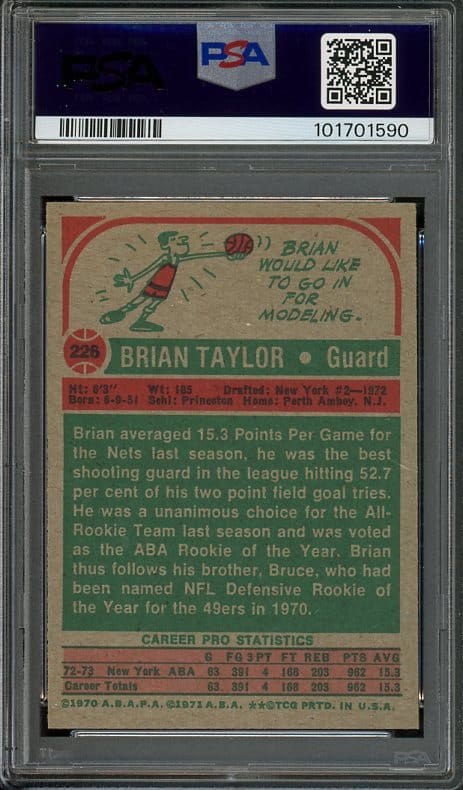 PSA
PSA
101701590
BRIAN
WOULD LIKE
TO GO IN
FOR
MODELING.
226
BRIAN TAYLOR • Guard
Ht: 6'3" Wt: 185 Drafted: New York #2—1972
Born: 6-9-51 Schl: Princeton Home: Perth Amboy, N.J.
Brian averaged 15.3 Points Per Game for
the Nets last season, he was the best
shooting guard in the league hitting 52.7
per cent of his two point field goal tries.
He was a unanimous choice for the All-
Rookie Team last season and was voted
as the ABA Rookie of the Year. Brian
thus follows his brother, Bruce, who had
been named NFL Defensive Rookie of
the Year for the 49ers in 1970.
CAREER PRO STATISTICS
G FG 3PT FT REB PTS AVG
72-73 New York ABA 63 391 4 168 203 962 15.3
Career Totals 63 391 4 168 203 962 15.3
©1970 A.B.A.P.A. ©1971 A.B.A. ★★©TCG PRTD. IN U.S.A.
PSA